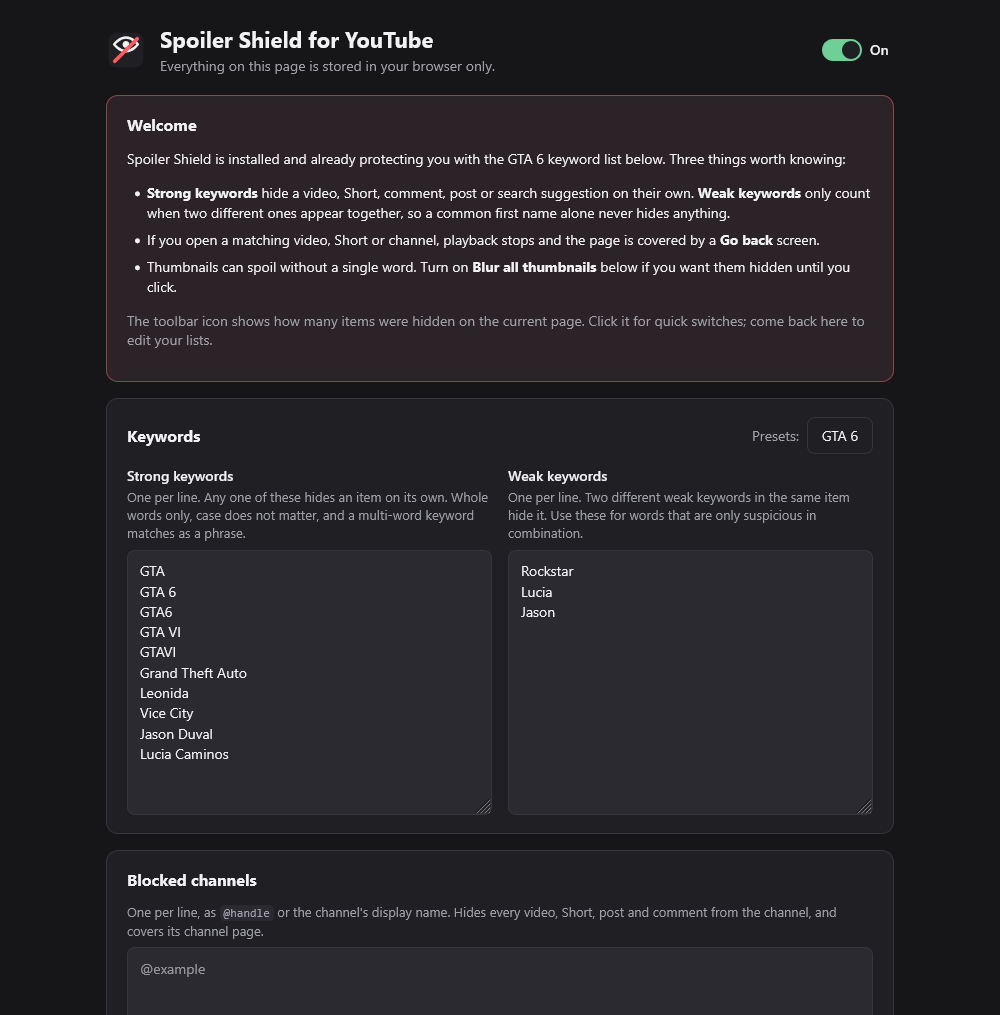 Spoiler Shield for YouTube
Everything on this page is stored in your browser only.
On
Welcome
Spoiler Shield is installed and already protecting you with the GTA 6 keyword list below. Three things worth knowing:
• Strong keywords hide a video, Short, comment, post or search suggestion on their own. Weak keywords only count
when two different ones appear together, so a common first name alone never hides anything.
• If you open a matching video, Short or channel, playback stops and the page is covered by a Go back screen.
• Thumbnails can spoil without a single word. Turn on Blur all thumbnails below if you want them hidden until you
click.
The toolbar icon shows how many items were hidden on the current page. Click it for quick switches; come back here to
edit your lists.
Keywords
Presets:
GTA 6
Strong keywords
One per line. Any one of these hides an item on its own. Whole
words only, case does not matter, and a multi-word keyword
matches as a phrase.
GTA
GTA 6
GTA6
GTA VI
GTAVI
Grand Theft Auto
Leonida
Vice City
Jason Duval
Lucia Caminos
Weak keywords
One per line. Two different weak keywords in the same item
hide it. Use these for words that are only suspicious in
combination.
Rockstar
Lucia
Jason
Blocked channels
One per line, as @handle or the channel's display name. Hides every video, Short, post and comment from the channel, and
covers its channel page.
@example